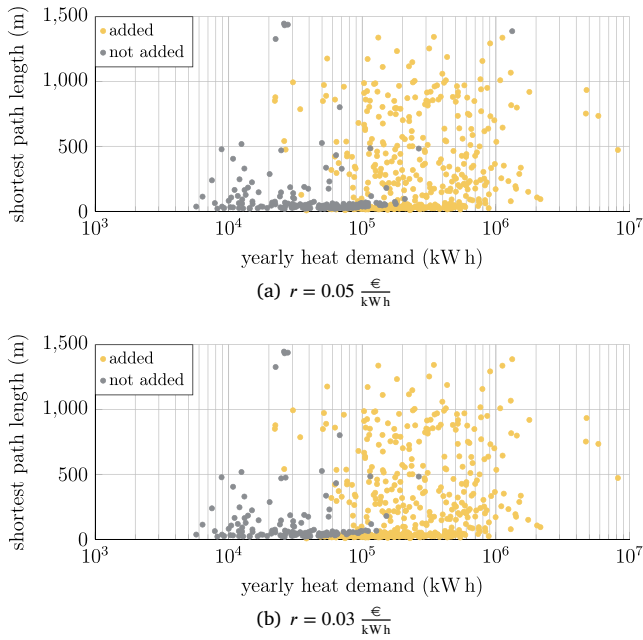 1,500
1,000
500
0
shortest path length (m)
added
not added
10^3
10^4
10^5
10^6
10^7
yearly heat demand (kW h)
(a) r = 0.05 €/kW h
1,500
1,000
500
0
shortest path length (m)
added
not added
10^3
10^4
10^5
10^6
10^7
yearly heat demand (kW h)
(b) r = 0.03 €/kW h